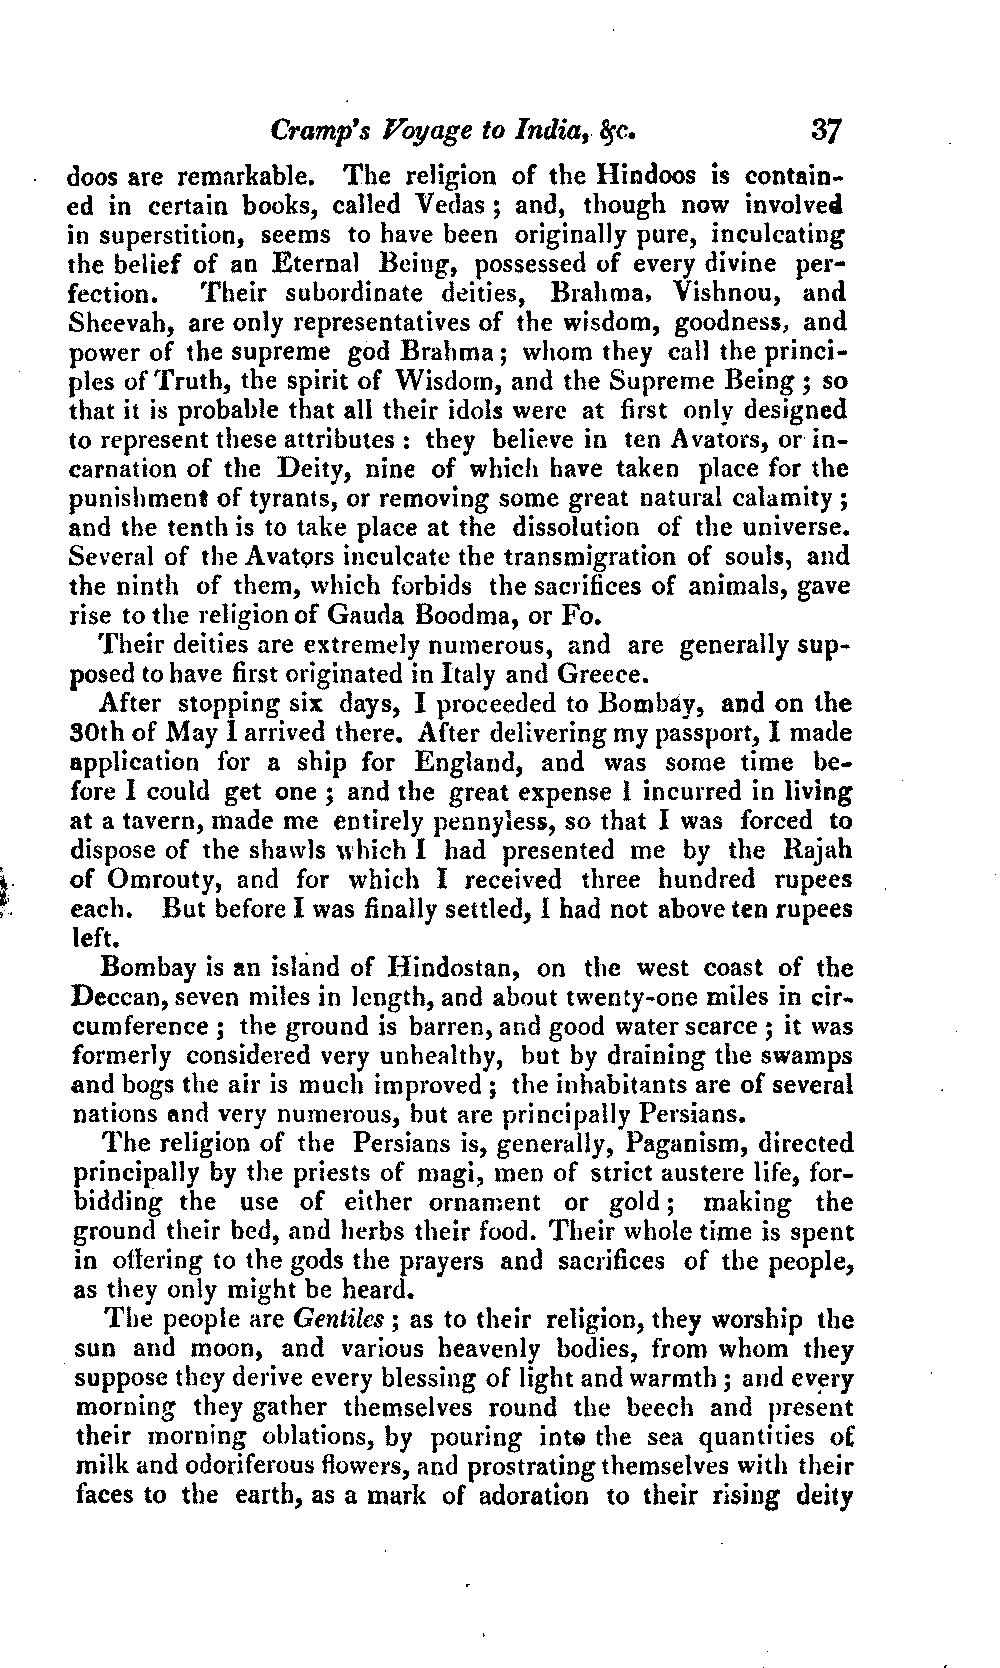 Cramp's Voyage to India, &c. 37
doos are remarkable. The religion of the Hindoos is contain-
ed in certain books, called Vedas ; and, though now involved
in superstition, seems to have been originally pure, inculcating
the belief of an Eternal Being, possessed of every divine per-
fection. Their subordinate deities, Brahma, Vishnou, and
Sheevah, are only representatives of the wisdom, goodness, and
power of the supreme god Brahma ; whom they call the princi-
ples of Truth, the spirit of Wisdom, and the Supreme Being ; so
that it is probable that all their idols were at first only designed
to represent these attributes : they believe in ten Avators, or in-
carnation of the Deity, nine of which have taken place for the
punishment of tyrants, or removing some great natural calamity ;
and the tenth is to take place at the dissolution of the universe.
Several of the Avators inculcate the transmigration of souls, and
the ninth of them, which forbids the sacrifices of animals, gave
rise to the religion of Gauda Boodma, or Fo.
Their deities are extremely numerous, and are generally sup-
posed to have first originated in Italy and Greece.
After stopping six days, I proceeded to Bombay, and on the
30th of May I arrived there. After delivering my passport, I made
application for a ship for England, and was some time be-
fore I could get one ; and the great expense I incurred in living
at a tavern, made me entirely pennyless, so that I was forced to
dispose of the shawls which I had presented me by the Rajah
of Omrouty, and for which I received three hundred rupees
each. But before I was finally settled, I had not above ten rupees
left.
Bombay is an island of Hindostan, on the west coast of the
Deccan, seven miles in length, and about twenty-one miles in cir-
cumference ; the ground is barren, and good water scarce ; it was
formerly considered very unhealthy, but by draining the swamps
and bogs the air is much improved ; the inhabitants are of several
nations and very numerous, but are principally Persians.
The religion of the Persians is, generally, Paganism, directed
principally by the priests of magi, men of strict austere life, for-
bidding the use of either ornament or gold ; making the
ground their bed, and herbs their food. Their whole time is spent
in offering to the gods the prayers and sacrifices of the people,
as they only might be heard.
The people are Gentiles ; as to their religion, they worship the
sun and moon, and various heavenly bodies, from whom they
suppose they derive every blessing of light and warmth ; and every
morning they gather themselves round the beech and present
their morning oblations, by pouring into the sea quantities of
milk and odoriferous flowers, and prostrating themselves with their
faces to the earth, as a mark of adoration to their rising deity